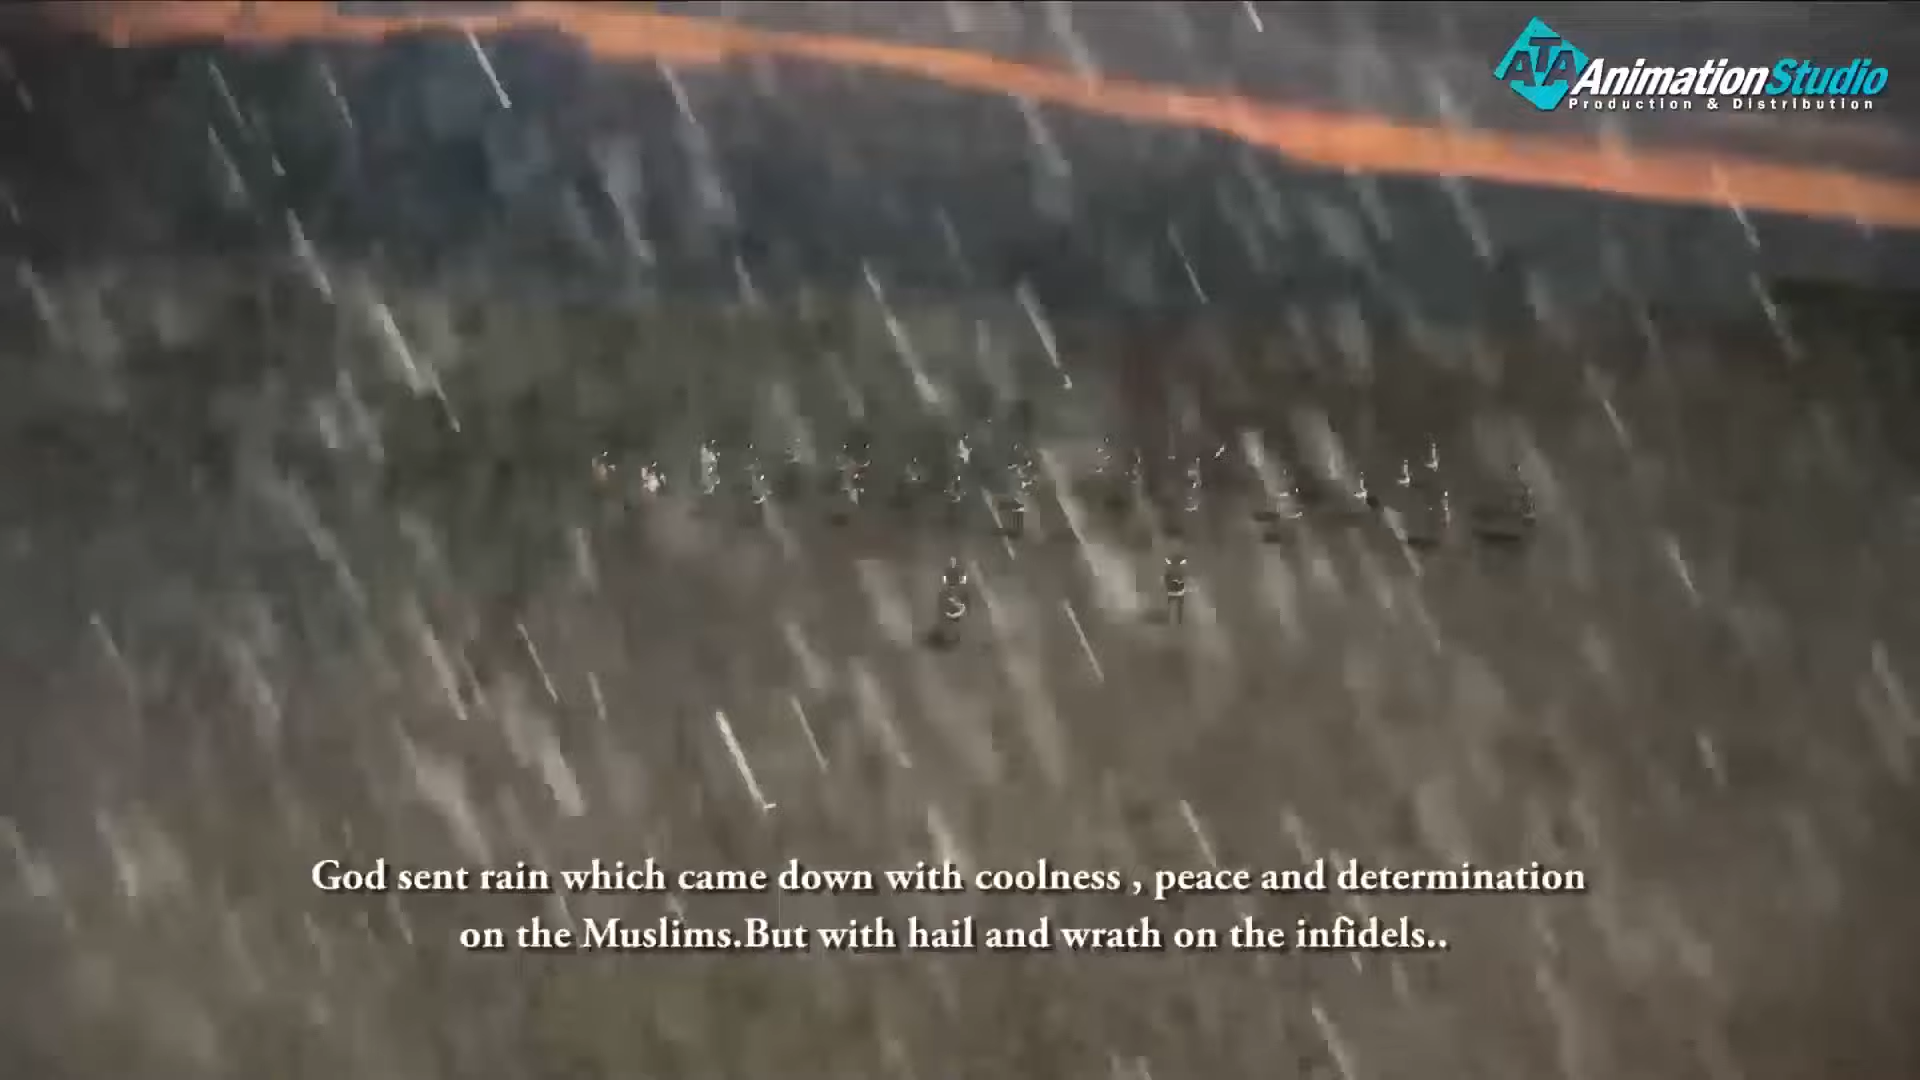 ATA
AnimationStudio
Production & Distribution
God sent rain which came down with coolness , peace and determination
on the Muslims.But with hail and wrath on the infidels..